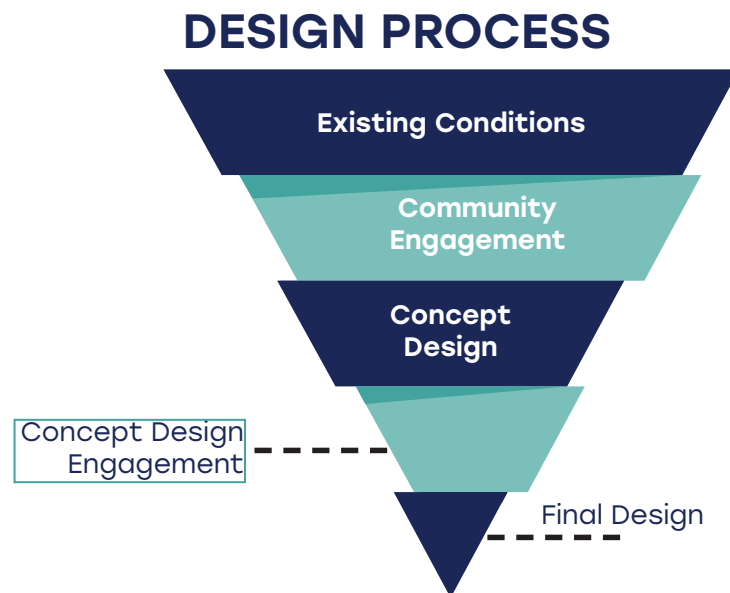 DESIGN PROCESS
Existing Conditions
Community
Engagement
Concept
Design
Concept Design
Engagement
Final Design